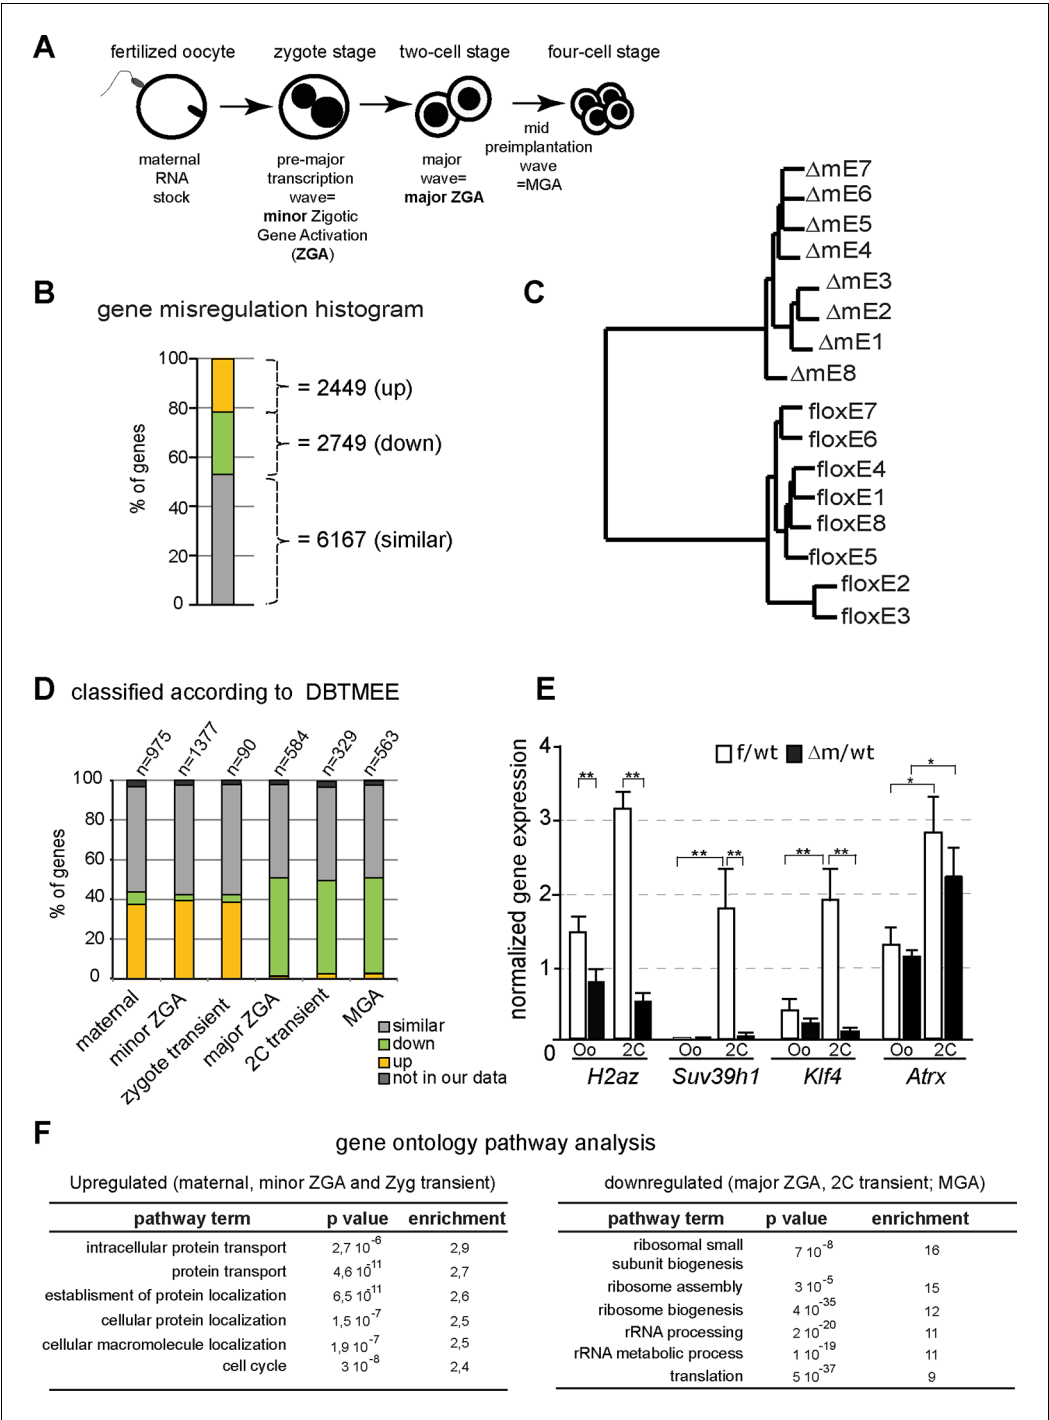 A
fertilized oocyte
zygote stage
two-cell stage
four-cell stage
maternal
RNA
stock
pre-major
transcription
wave=
minor Zigotic
Gene Activation
(ZGA)
major
wave=
major ZGA
mid
preimplantation
wave
=MGA
B
gene misregulation histogram
% of genes
100
80
60
40
20
0
= 2449 (up)
= 2749 (down)
= 6167 (similar)
C
ΔmE7
ΔmE6
ΔmE5
ΔmE4
ΔmE3
ΔmE2
ΔmE1
ΔmE8
floxE7
floxE6
floxE4
floxE1
floxE8
floxE5
floxE2
floxE3
D classified according to DBTMEE
n=975
n=1377
n=90
n=584
n=329
n=563
% of genes
100
80
60
40
20
0
maternal
minor ZGA
zygote transient
major ZGA
2C transient
MGA
similar
down
up
not in our data
E
normalized gene expression
4
3
2
1
0
f/wt Δm/wt
** **
** **
** **
* *
Oo 2C Oo 2C Oo 2C Oo 2C
H2az Suv39h1 Klf4 Atrx
F
gene ontology pathway analysis
Upregulated (maternal, minor ZGA and Zyg transient)
pathway term p value enrichment
intracellular protein transport 2,7 10-6 2,9
protein transport 4,6 10-11 2,7
establisment of protein localization 6,5 10-11 2,6
cellular protein localization 1,5 10-7 2,5
cellular macromolecule localization 1,9 10-7 2,5
cell cycle 3 10-8 2,4
downregulated (major ZGA, 2C transient; MGA)
pathway term p value enrichment
ribosomal small
subunit biogenesis 7 10-8 16
ribosome assembly 3 10-5 15
ribosome biogenesis 4 10-35 12
rRNA processing 2 10-20 11
rRNA metabolic process 1 10-19 11
translation 5 10-37 9